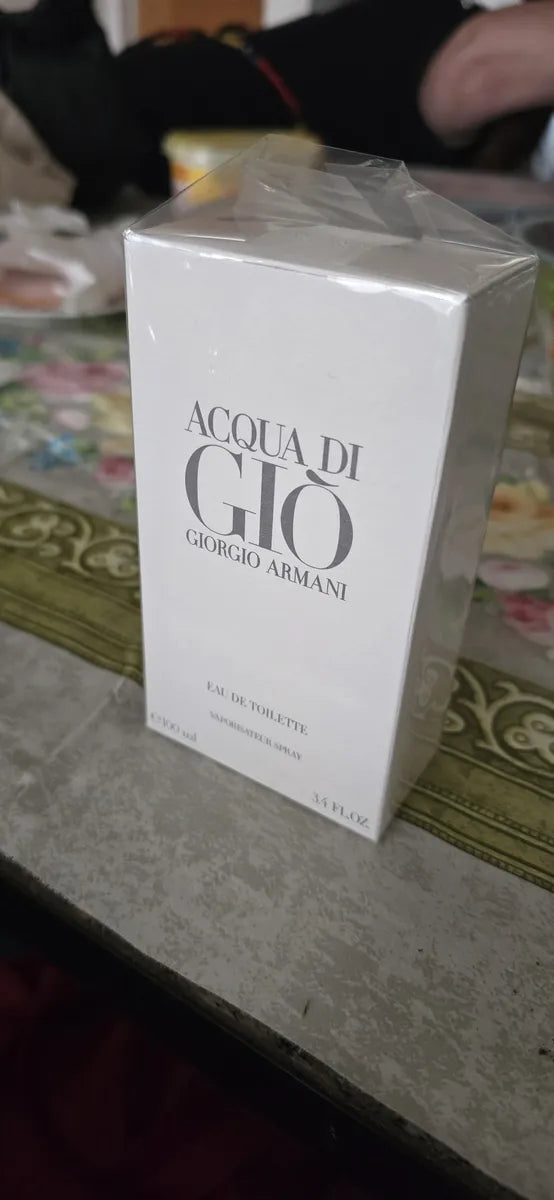 ACQUA DI
GIÒ
GIORGIO ARMANI
EAU DE TOILETTE
VAPORISATEUR SPRAY
℮100 ml
3.4 FL.OZ